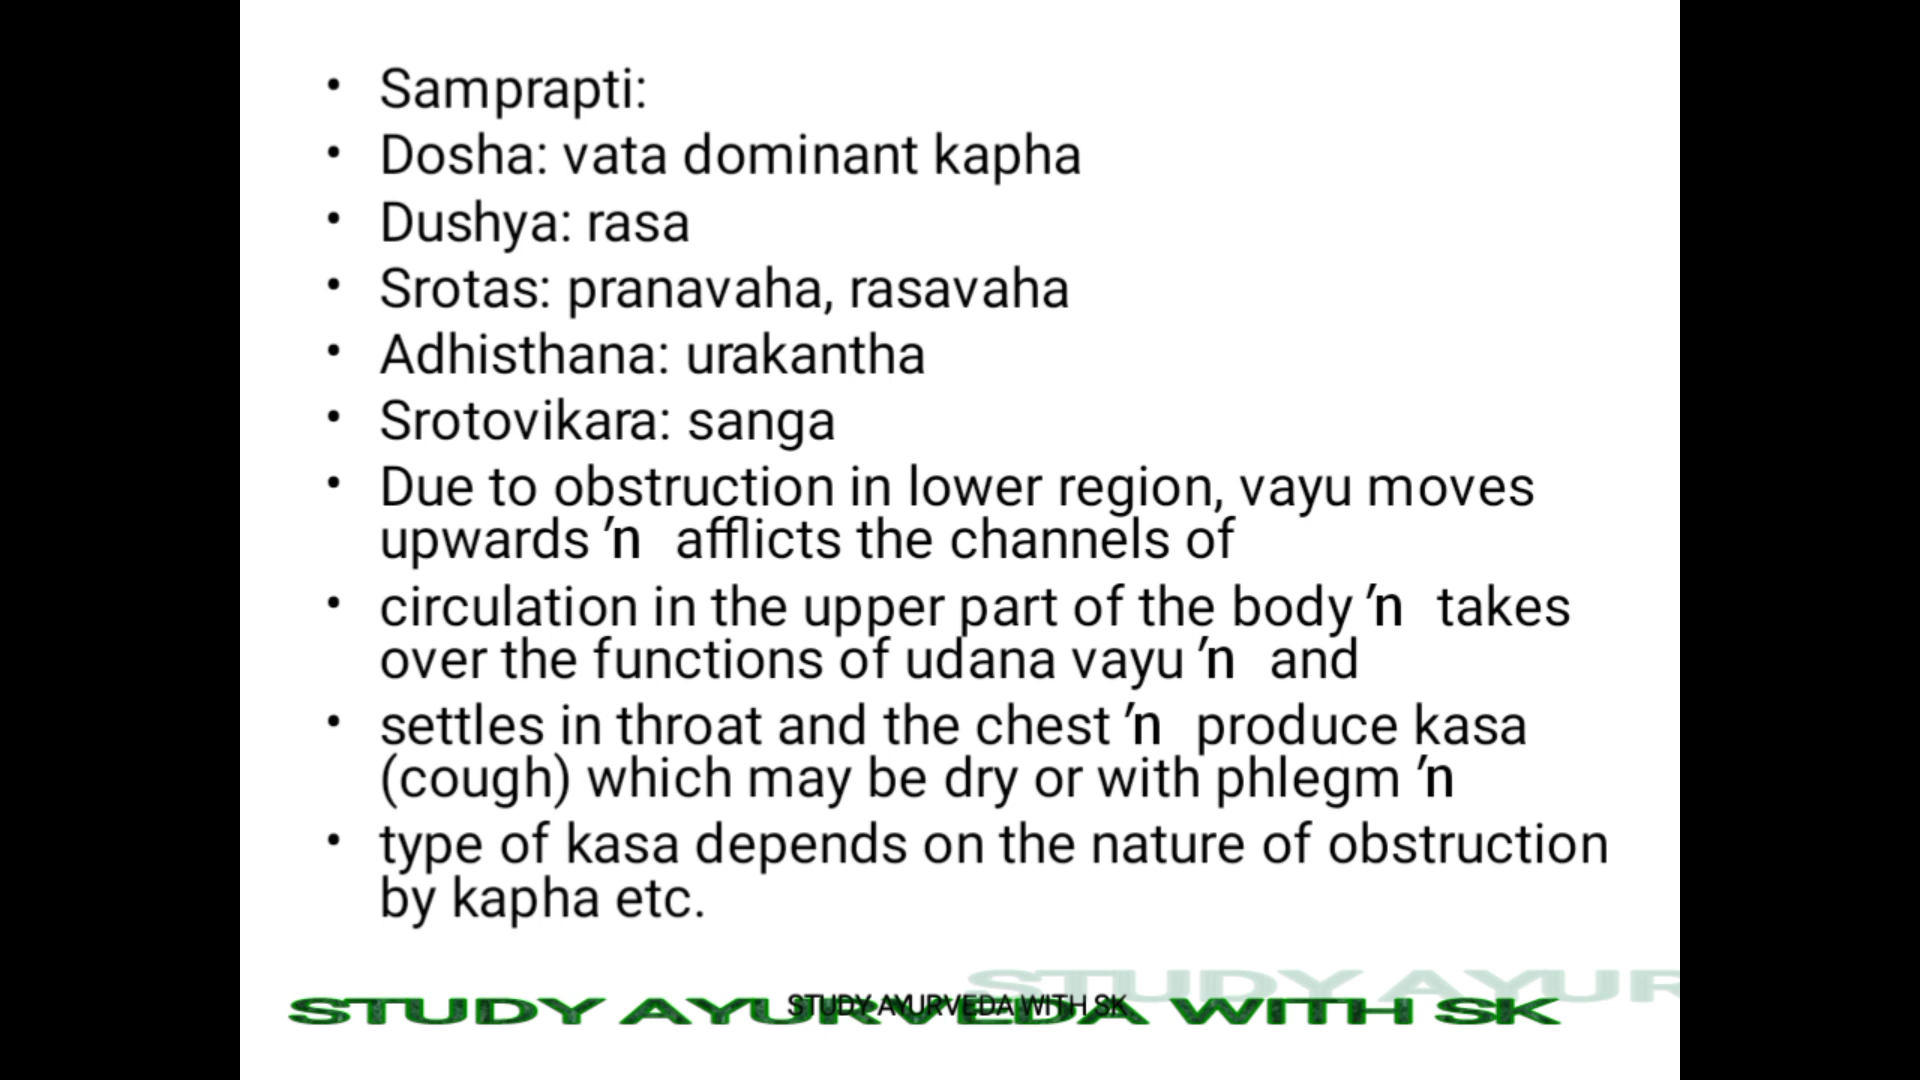 • Samprapti:
• Dosha: vata dominant kapha
• Dushya: rasa
• Srotas: pranavaha, rasavaha
• Adhisthana: urakantha
• Srotovikara: sanga
• Due to obstruction in lower region, vayu moves
upwards ’n afflicts the channels of
• circulation in the upper part of the body ’n takes
over the functions of udana vayu ’n and
• settles in throat and the chest ’n produce kasa
(cough) which may be dry or with phlegm ’n
• type of kasa depends on the nature of obstruction
by kapha etc.
STUDY AYUR
STUDY AYURVEDA WITH SK
STUDY AYURVEDA WITH SK